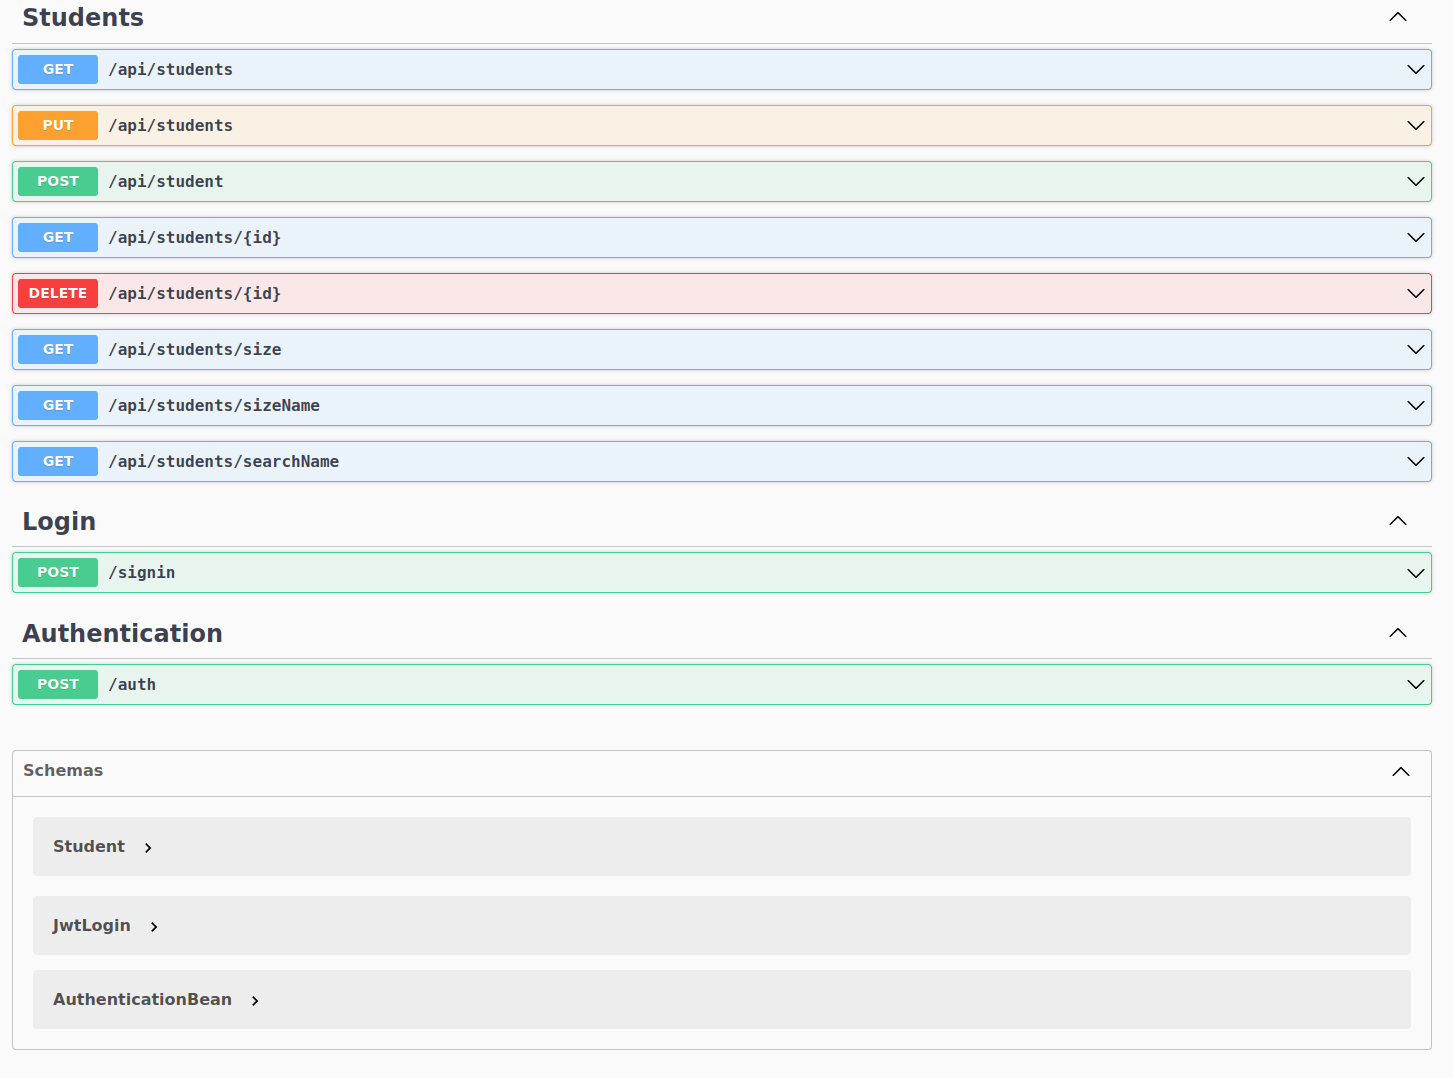 Students
GET /api/students
PUT /api/students
POST /api/student
GET /api/students/{id}
DELETE /api/students/{id}
GET /api/students/size
GET /api/students/sizeName
GET /api/students/searchName
Login
POST /signin
Authentication
POST /auth
Schemas
Student
JwtLogin
AuthenticationBean